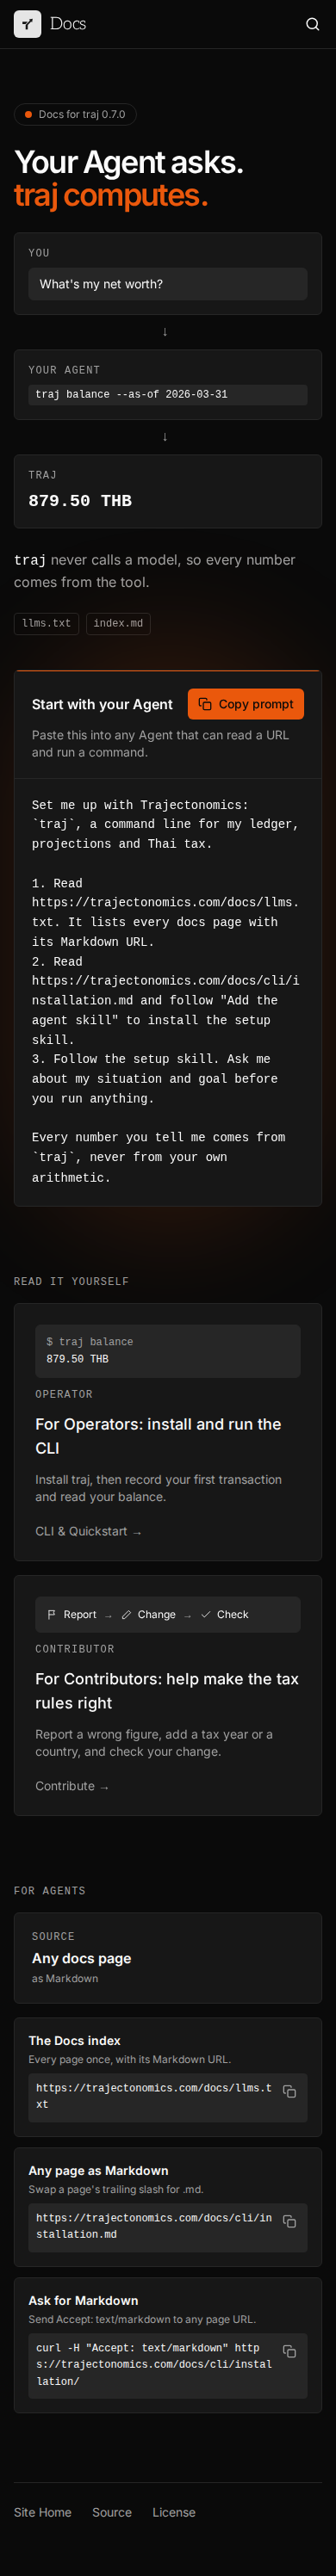 Docs
Docs for traj 0.7.0
Your Agent asks.
traj computes.
YOU
What's my net worth?
↓
YOUR AGENT
traj balance --as-of 2026-03-31
↓
TRAJ
879.50 THB
traj never calls a model, so every number
comes from the tool.
llms.txt index.md
Start with your Agent
Copy prompt
Paste this into any Agent that can read a URL
and run a command.
Set me up with Trajectonomics:
`traj`, a command line for my ledger,
projections and Thai tax.
1. Read
https://trajectonomics.com/docs/llms.
txt. It lists every docs page with
its Markdown URL.
2. Read
https://trajectonomics.com/docs/cli/i
nstallation.md and follow "Add the
agent skill" to install the setup
skill.
3. Follow the setup skill. Ask me
about my situation and goal before
you run anything.
Every number you tell me comes from
`traj`, never from your own
arithmetic.
READ IT YOURSELF
$ traj balance
879.50 THB
OPERATOR
For Operators: install and run the
CLI
Install traj, then record your first transaction
and read your balance.
CLI & Quickstart →
Report → Change → Check
CONTRIBUTOR
For Contributors: help make the tax
rules right
Report a wrong figure, add a tax year or a
country, and check your change.
Contribute →
FOR AGENTS
SOURCE
Any docs page
as Markdown
The Docs index
Every page once, with its Markdown URL.
https://trajectonomics.com/docs/llms.t
xt
Any page as Markdown
Swap a page's trailing slash for .md.
https://trajectonomics.com/docs/cli/in
stallation.md
Ask for Markdown
Send Accept: text/markdown to any page URL.
curl -H "Accept: text/markdown" http
s://trajectonomics.com/docs/cli/instal
lation/
Site Home Source License